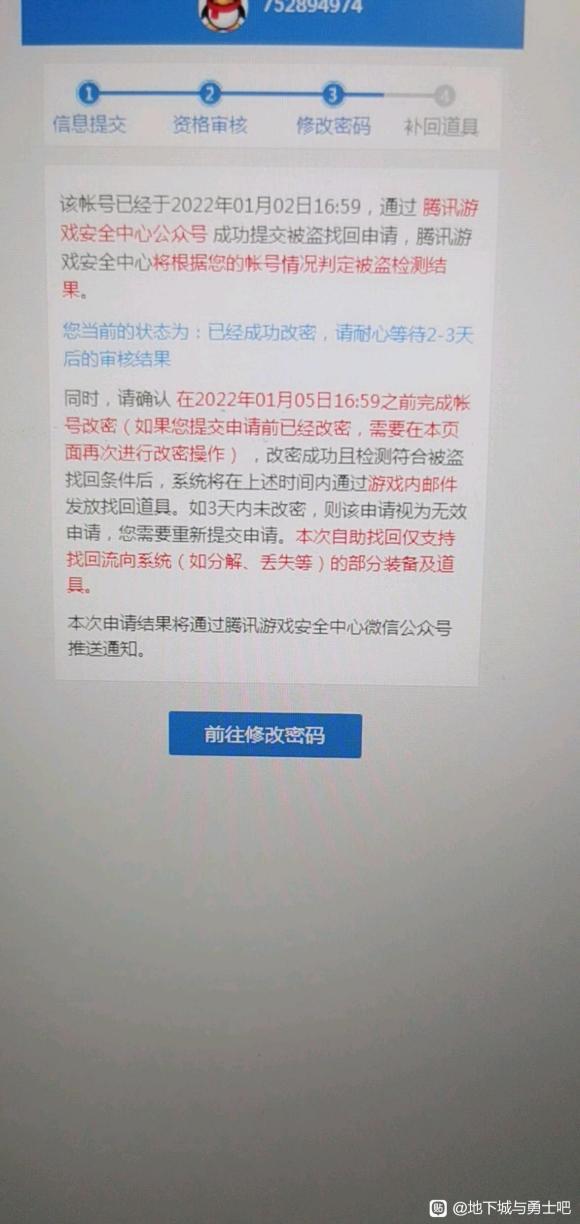 752894974
1 2 3 4
信息提交 资格审核 修改密码 补回道具
该帐号已经于2022年01月02日16:59，通过 腾讯游
戏安全中心公众号 成功提交被盗找回申请，腾讯游
戏安全中心将根据您的帐号情况判定被盗检测结
果。
您当前的状态为：已经成功改密，请耐心等待2-3天
后的审核结果
同时，请确认 在2022年01月05日16:59之前完成帐
号改密（如果您提交申请前已经改密，需要在本页
面再次进行改密操作），改密成功且检测符合被盗
找回条件后，系统将在上述时间内通过游戏内邮件
发放找回道具。如3天内未改密，则该申请视为无效
申请，您需要重新提交申请。本次自助找回仅支持
找回流向系统（如分解、丢失等）的部分装备及道
具。
本次申请结果将通过腾讯游戏安全中心微信公众号
推送通知。
前往修改密码
贴 @地下城与勇士吧